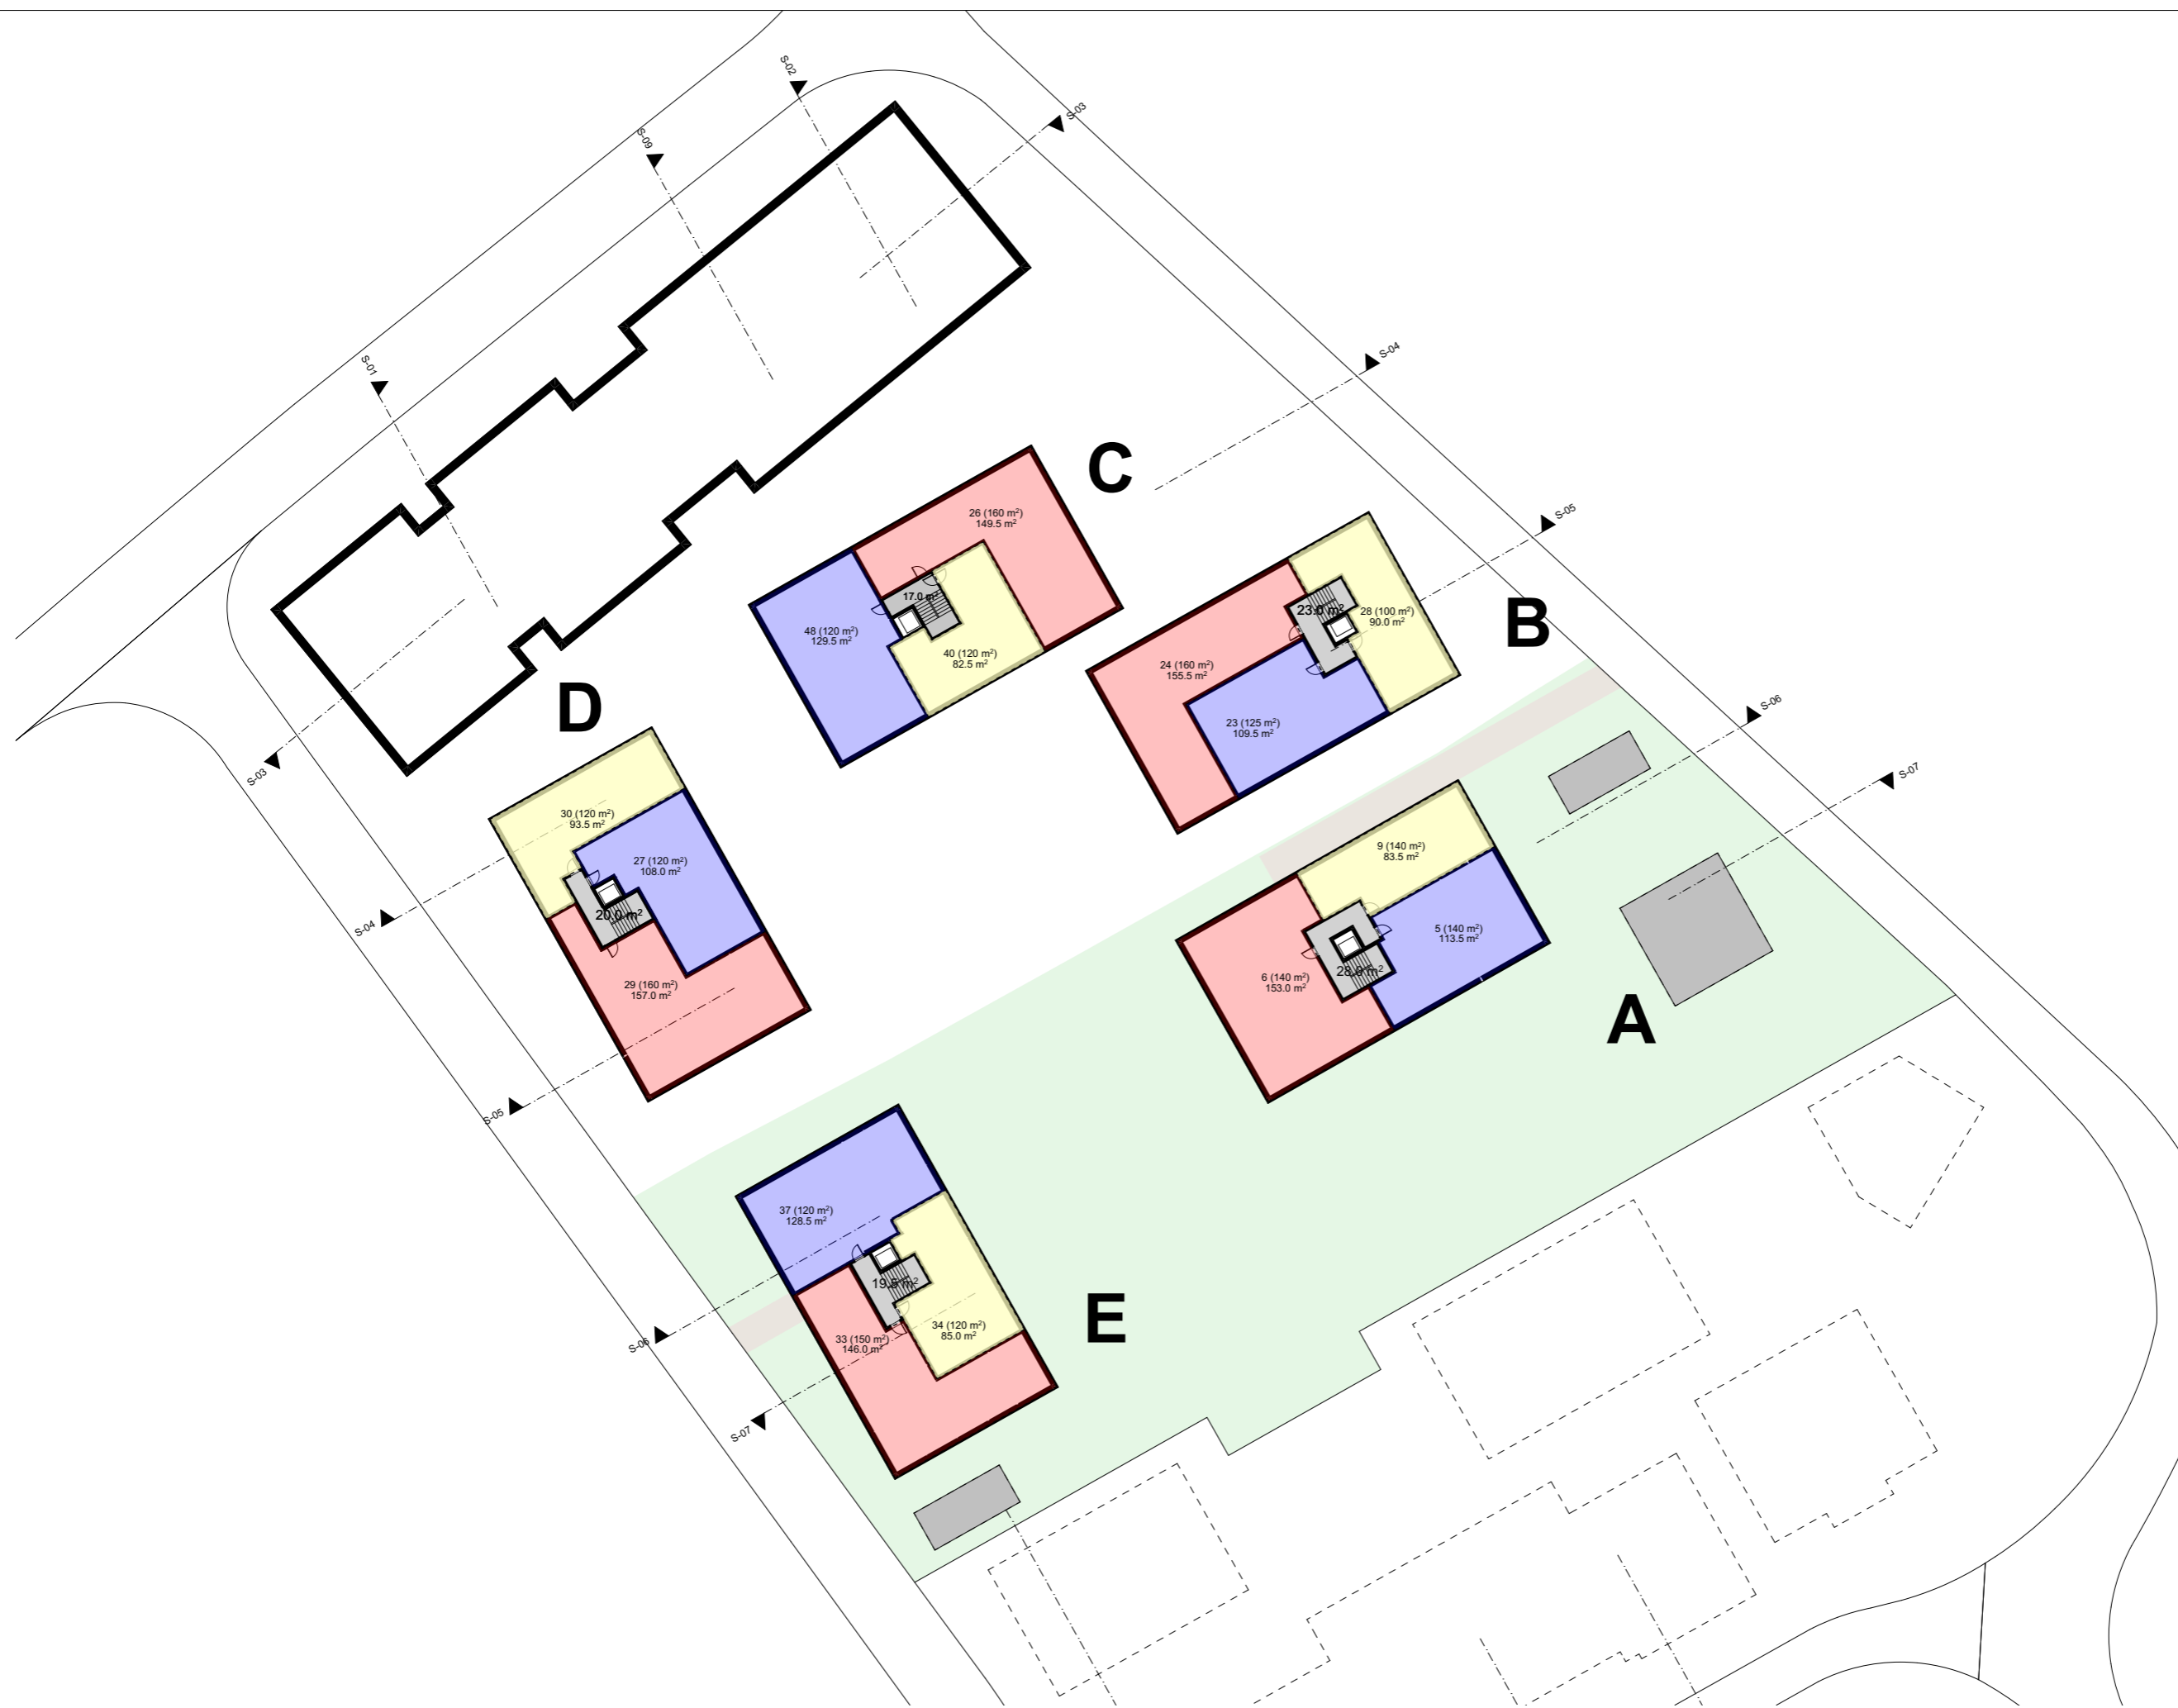 S-02
S-03
S-09
S-01
S-04
C
26 (160 m²)
149.5 m²
S-05
17.0 m²
48 (120 m²)
129.5 m²
40 (120 m²)
82.5 m²
23.0 m²
28 (100 m²)
90.0 m²
B
24 (160 m²)
155.5 m²
23 (125 m²)
109.5 m²
D
S-03
S-06
S-07
30 (120 m²)
93.5 m²
27 (120 m²)
108.0 m²
20.0 m²
S-04
29 (160 m²)
157.0 m²
9 (140 m²)
83.5 m²
5 (140 m²)
113.5 m²
28.0 m²
6 (140 m²)
153.0 m²
A
S-05
37 (120 m²)
128.5 m²
19.5 m²
34 (120 m²)
85.0 m²
33 (150 m²)
146.0 m²
E
S-06
S-07